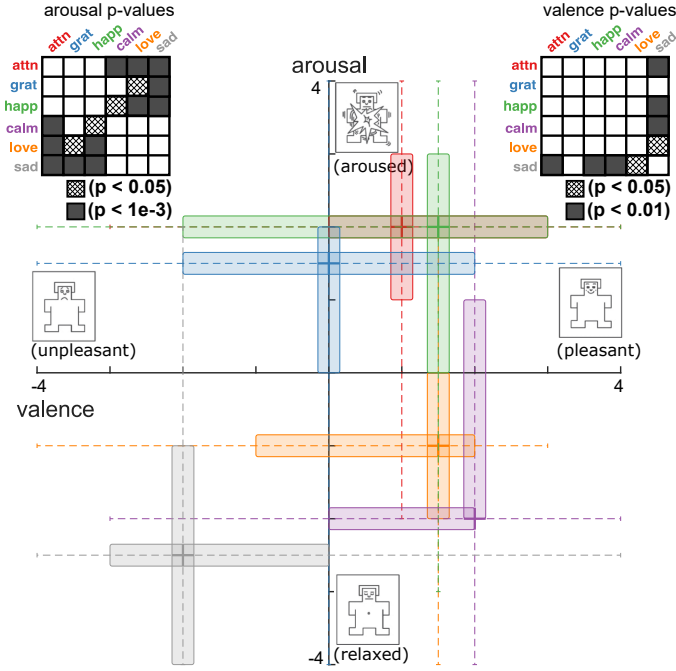 arousal p-values
attn
grat
happ
calm
love
sad
attn
grat
happ
calm
love
sad
(p < 0.05)
(p < 1e-3)
valence p-values
attn
grat
happ
calm
love
sad
attn
grat
happ
calm
love
sad
(p < 0.05)
(p < 0.01)
arousal
4
(aroused)
(unpleasant)
(pleasant)
-4
4
valence
-4
(relaxed)